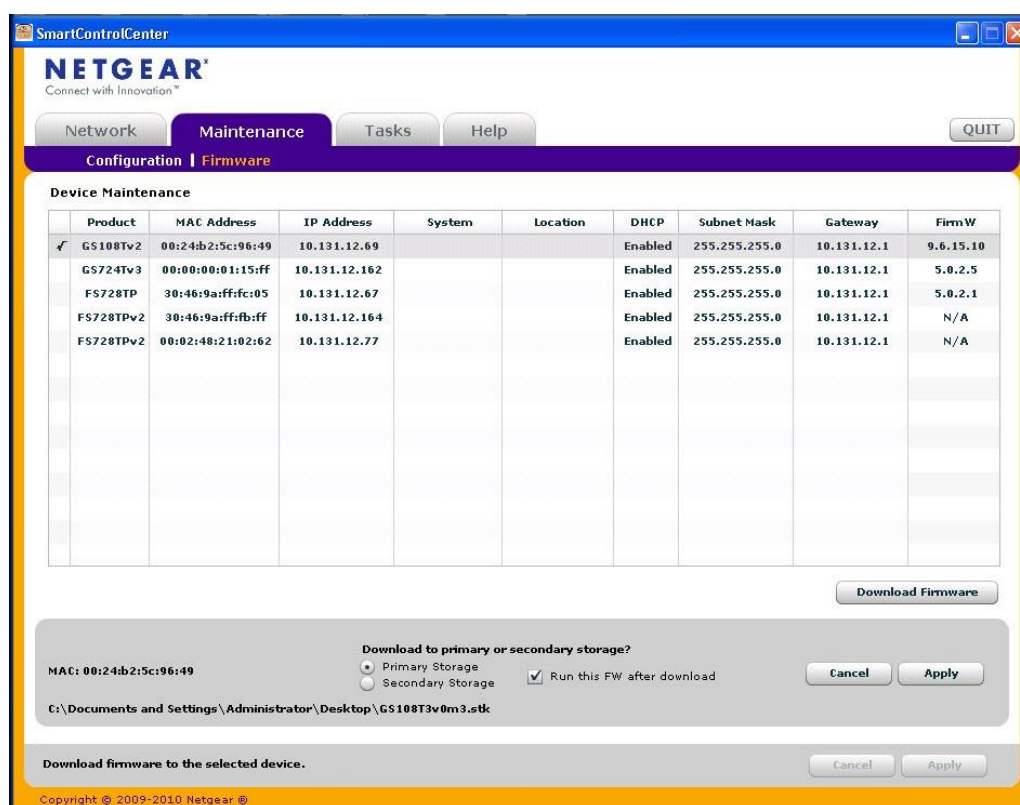 SmartControlCenter
NETGEAR®
Connect with Innovation™
Network Maintenance Tasks Help QUIT
Configuration | Firmware
Device Maintenance
Product MAC Address IP Address System Location DHCP Subnet Mask Gateway FirmW
√ GS108Tv2 00:24:b2:5c:96:49 10.131.12.69 Enabled 255.255.255.0 10.131.12.1 9.6.15.10
GS724Tv3 00:00:00:01:15:ff 10.131.12.162 Enabled 255.255.255.0 10.131.12.1 5.0.2.5
FS728TP 30:46:9a:ff:fc:05 10.131.12.67 Enabled 255.255.255.0 10.131.12.1 5.0.2.1
FS728TPv2 30:46:9a:ff:fb:ff 10.131.12.164 Enabled 255.255.255.0 10.131.12.1 N/A
FS728TPv2 00:02:48:21:02:62 10.131.12.77 Enabled 255.255.255.0 10.131.12.1 N/A
Download Firmware
Download to primary or secondary storage?
MAC: 00:24:b2:5c:96:49
Primary Storage
Secondary Storage
Run this FW after download
Cancel Apply
C:\Documents and Settings\Administrator\Desktop\GS108T3v0m3.stk
Download firmware to the selected device.
Cancel Apply
Copyright © 2009-2010 Netgear ®